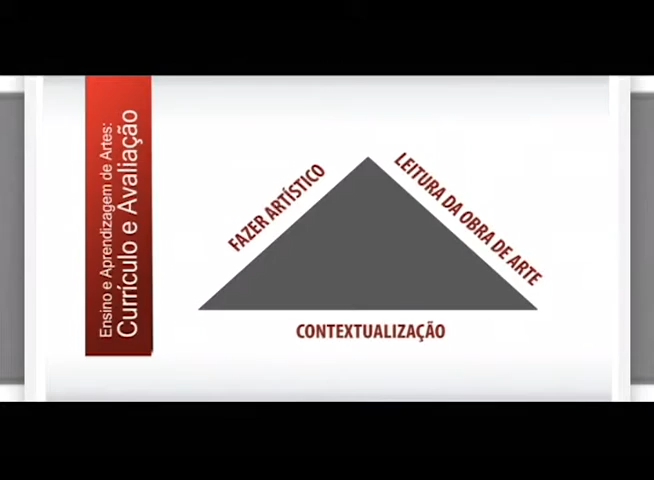 Ensino e Aprendizagem de Artes:
Currículo e Avaliação
FAZER ARTÍSTICO
LEITURA DA OBRA DE ARTE
CONTEXTUALIZAÇÃO